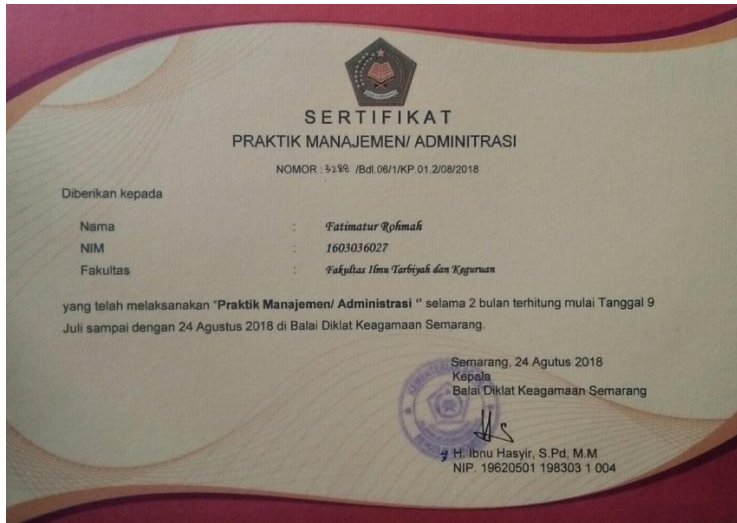 SERTIFIKAT
PRAKTIK MANAJEMEN/ ADMINITRASI
NOMOR : 3288 /Bdl.06/1/KP.01.2/08/2018
Diberikan kepada
Nama : Fatimatur Rohmah
NIM : 1603036027
Fakultas : Fakultas Ilmu Tarbiyah dan Keguruan
yang telah melaksanakan "Praktik Manajemen/ Administrasi " selama 2 bulan terhitung mulai Tanggal 9
Juli sampai dengan 24 Agustus 2018 di Balai Diklat Keagamaan Semarang.
Semarang, 24 Agutus 2018
Kepala
Balai Diklat Keagamaan Semarang
H. Ibnu Hasyir, S.Pd, M.M
NIP. 19620501 198303 1 004